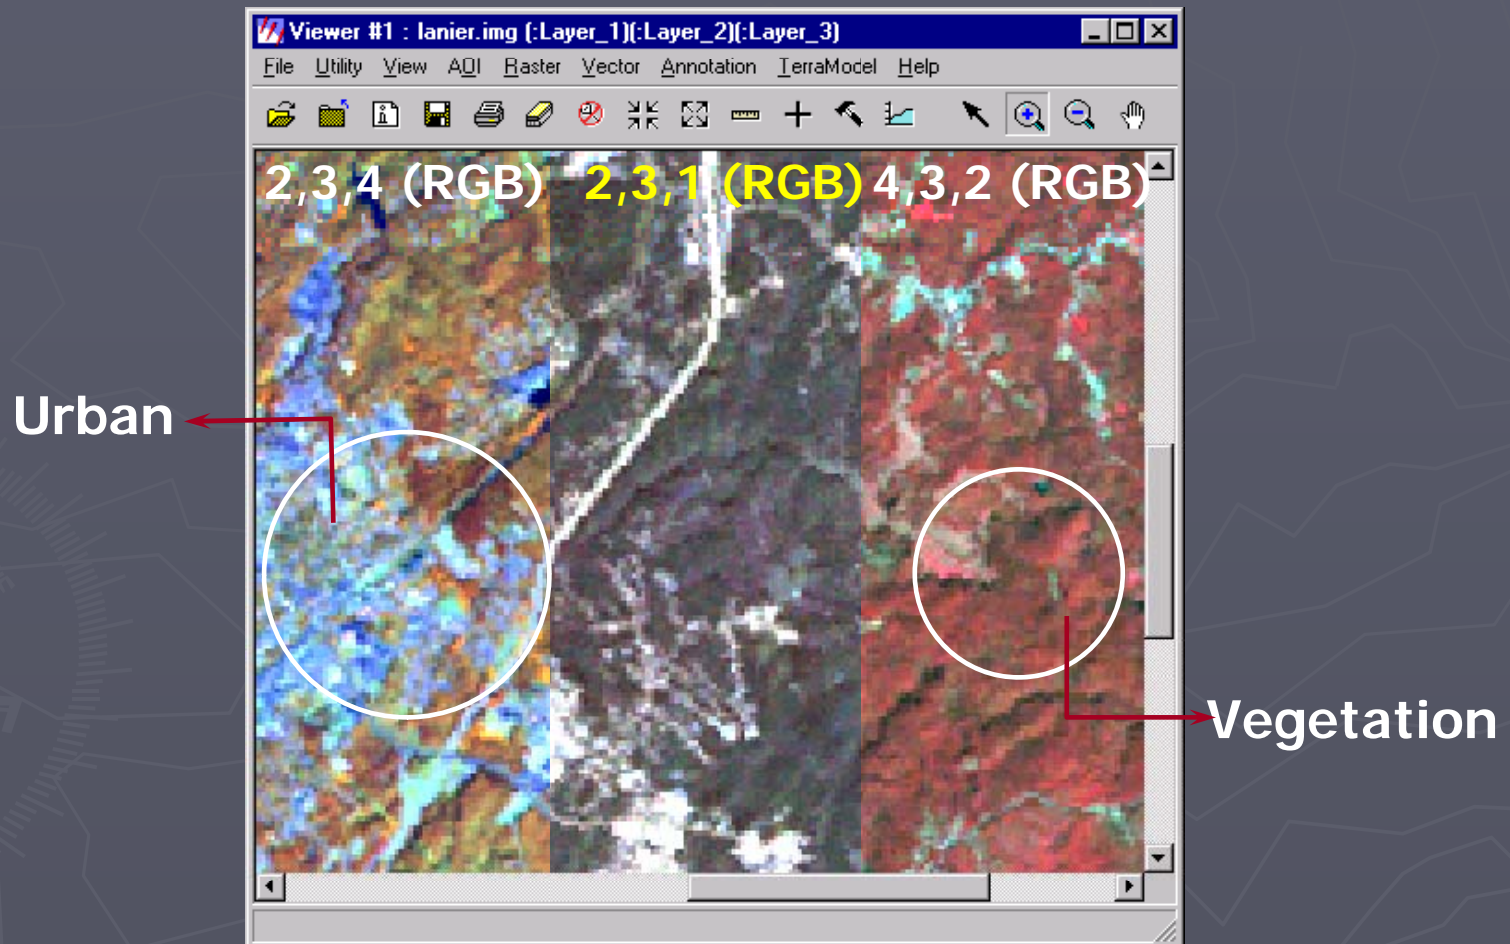 Viewer #1 : lanier.img (:Layer_1)(:Layer_2)(:Layer_3)
File Utility View AOI Raster Vector Annotation TerraModel Help
2,3,4 (RGB) 2,3,1 (RGB) 4,3,2 (RGB)
Urban
Vegetation